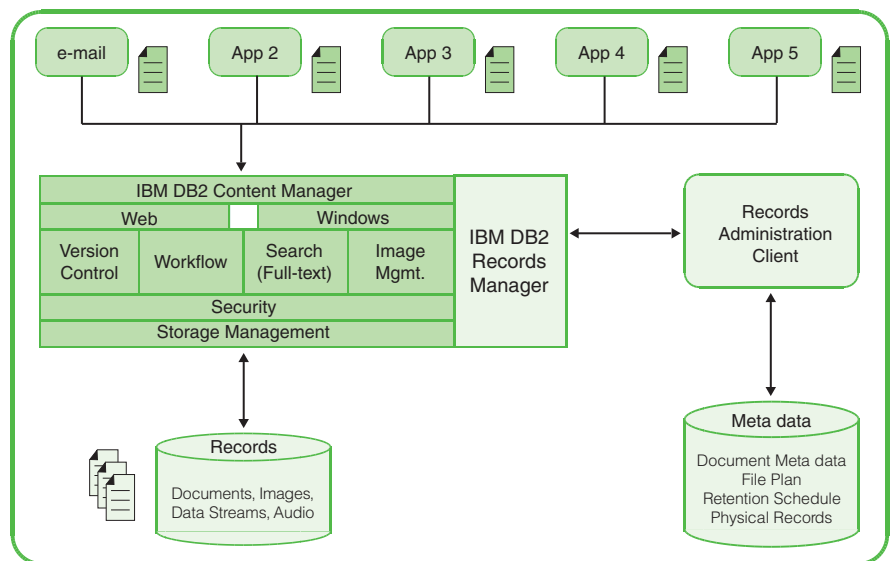 e-mail
App 2
App 3
App 4
App 5
IBM DB2 Content Manager
Web
Windows
Version
Control
Workflow
Search
(Full-text)
Image
Mgmt.
Security
Storage Management
IBM DB2
Records
Manager
Records
Administration
Client
Records
Documents, Images,
Data Streams, Audio
Meta data
Document Meta data
File Plan
Retention Schedule
Physical Records